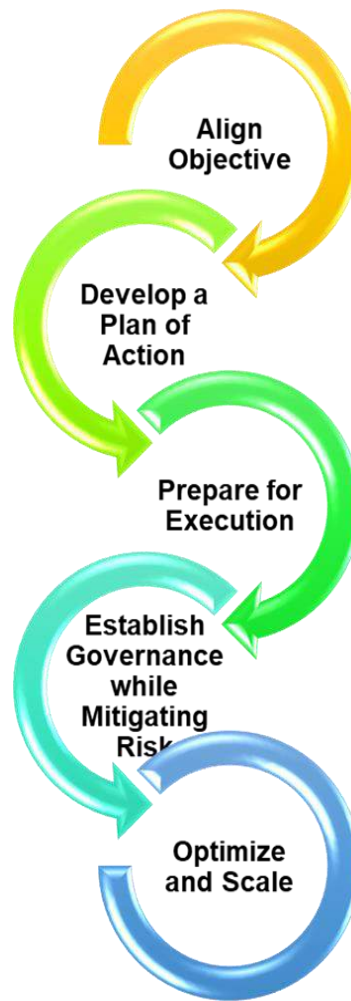 Align
Objective
Develop a
Plan of
Action
Prepare for
Execution
Establish
Governance
while
Mitigating
Risk
Optimize
and Scale